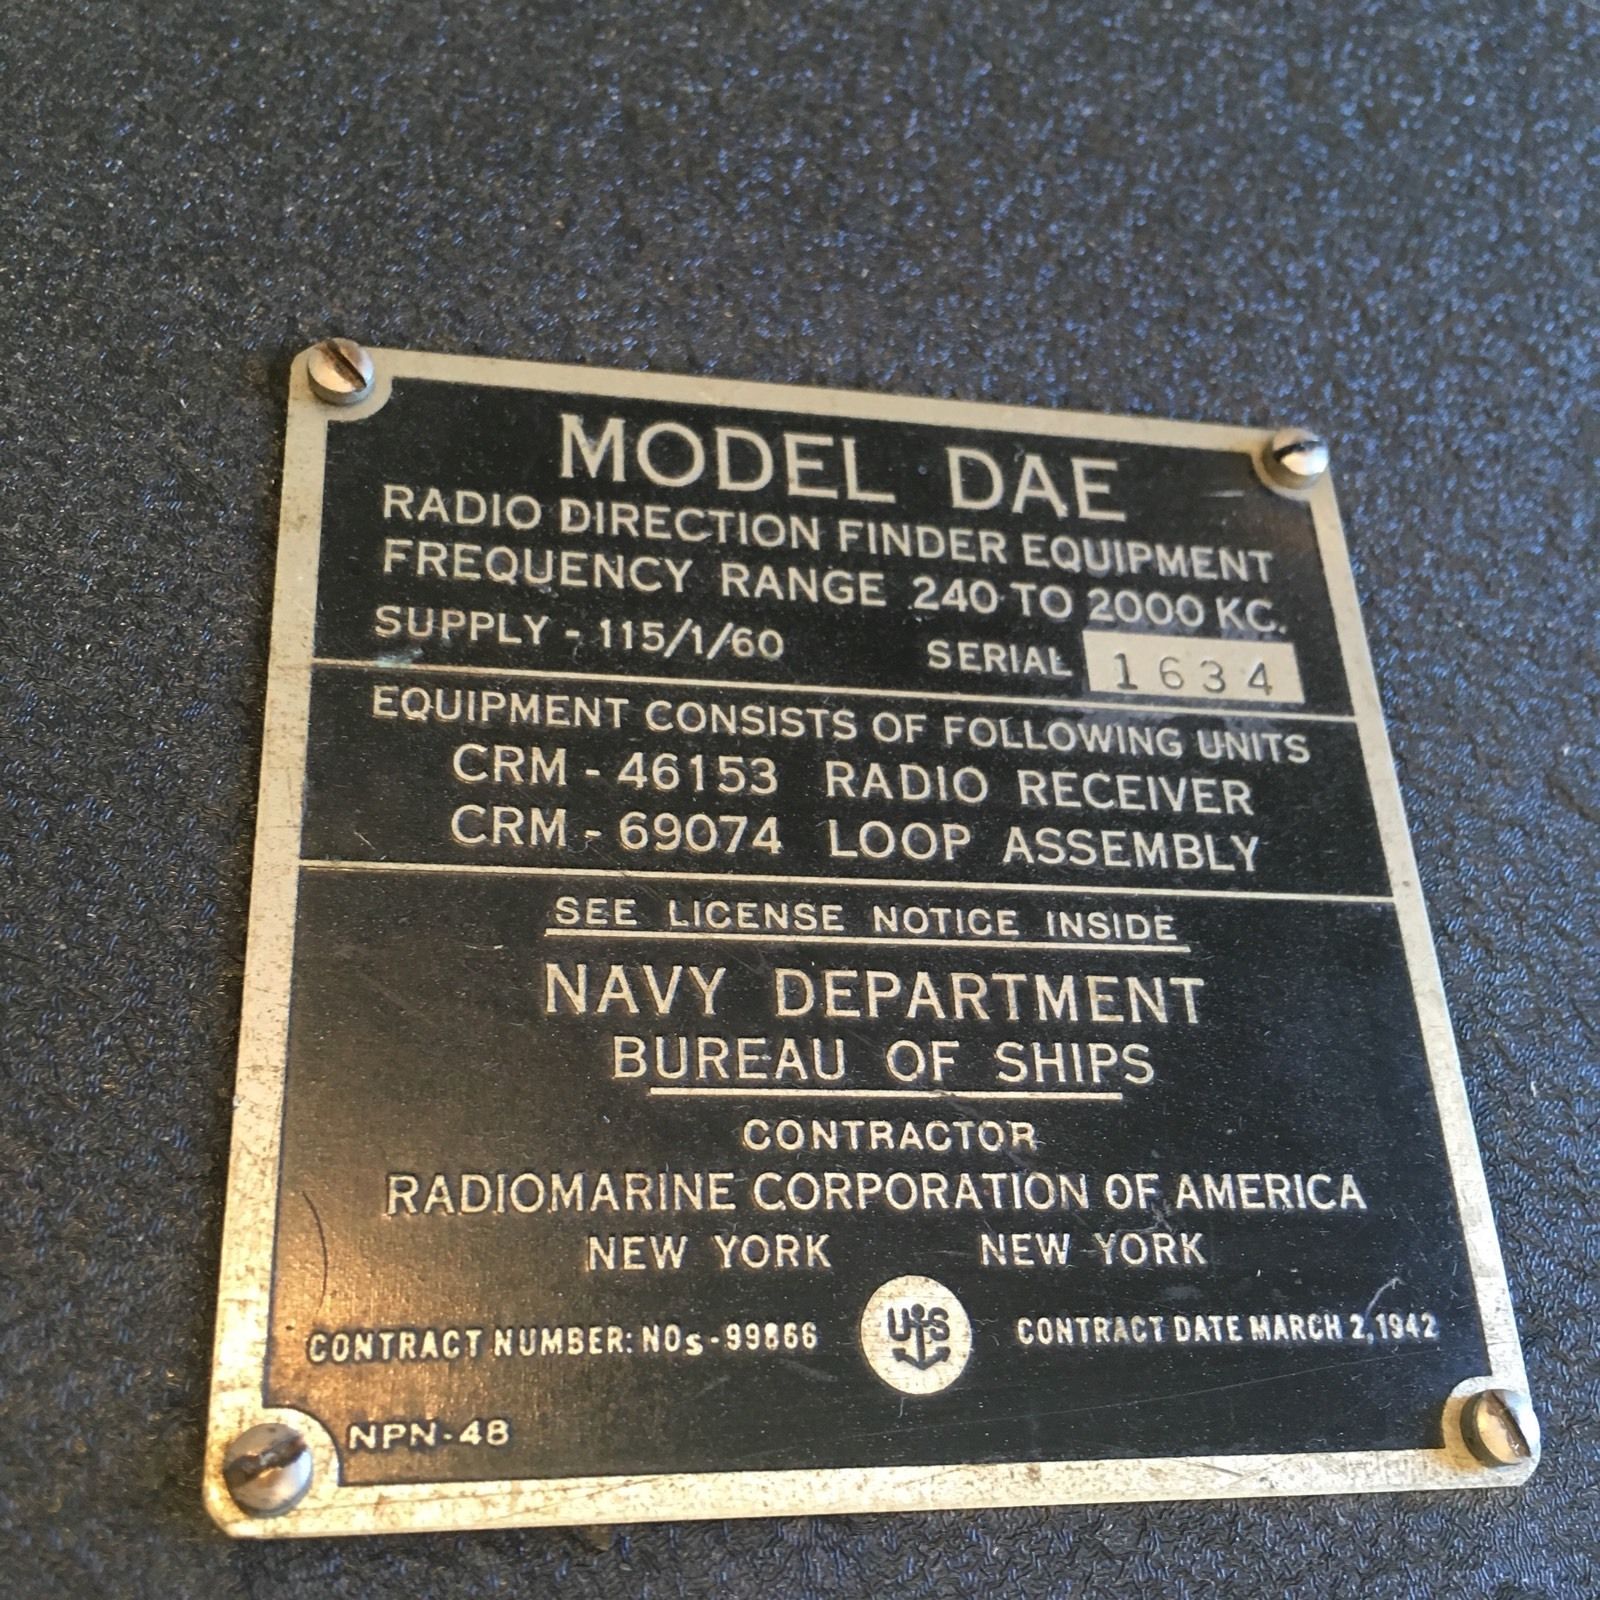 MODEL DAE
RADIO DIRECTION FINDER EQUIPMENT
FREQUENCY RANGE 240 TO 2000 KC.
SUPPLY - 115/1/60 SERIAL 1634
EQUIPMENT CONSISTS OF FOLLOWING UNITS
CRM - 46153 RADIO RECEIVER
CRM - 69074 LOOP ASSEMBLY
SEE LICENSE NOTICE INSIDE
NAVY DEPARTMENT
BUREAU OF SHIPS
CONTRACTOR
RADIOMARINE CORPORATION OF AMERICA
NEW YORK NEW YORK
CONTRACT NUMBER: NOs-99866 US CONTRACT DATE MARCH 2, 1942
NPN-48